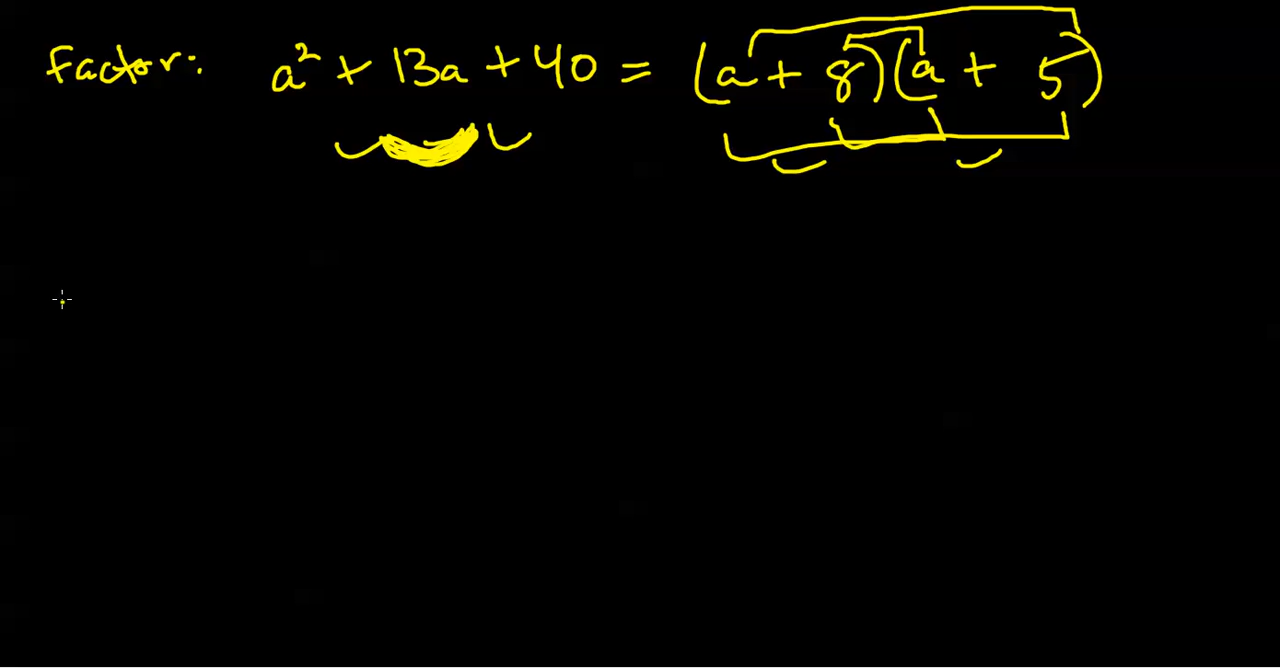 Factor: a² + 13a + 40 = (a + 8)(a + 5)